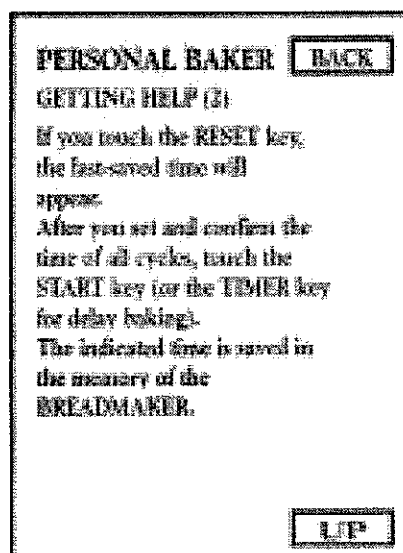 PERSONAL BAKER BACK
GETTING HELP (2)
If you touch the RESET key,
the last-saved time will
appear.
After you set and confirm the
time of all cycles, touch the
START key (or the TIMER key
for delay baking).
The indicated time is saved in
the memory of the
BREADMAKER.
UP